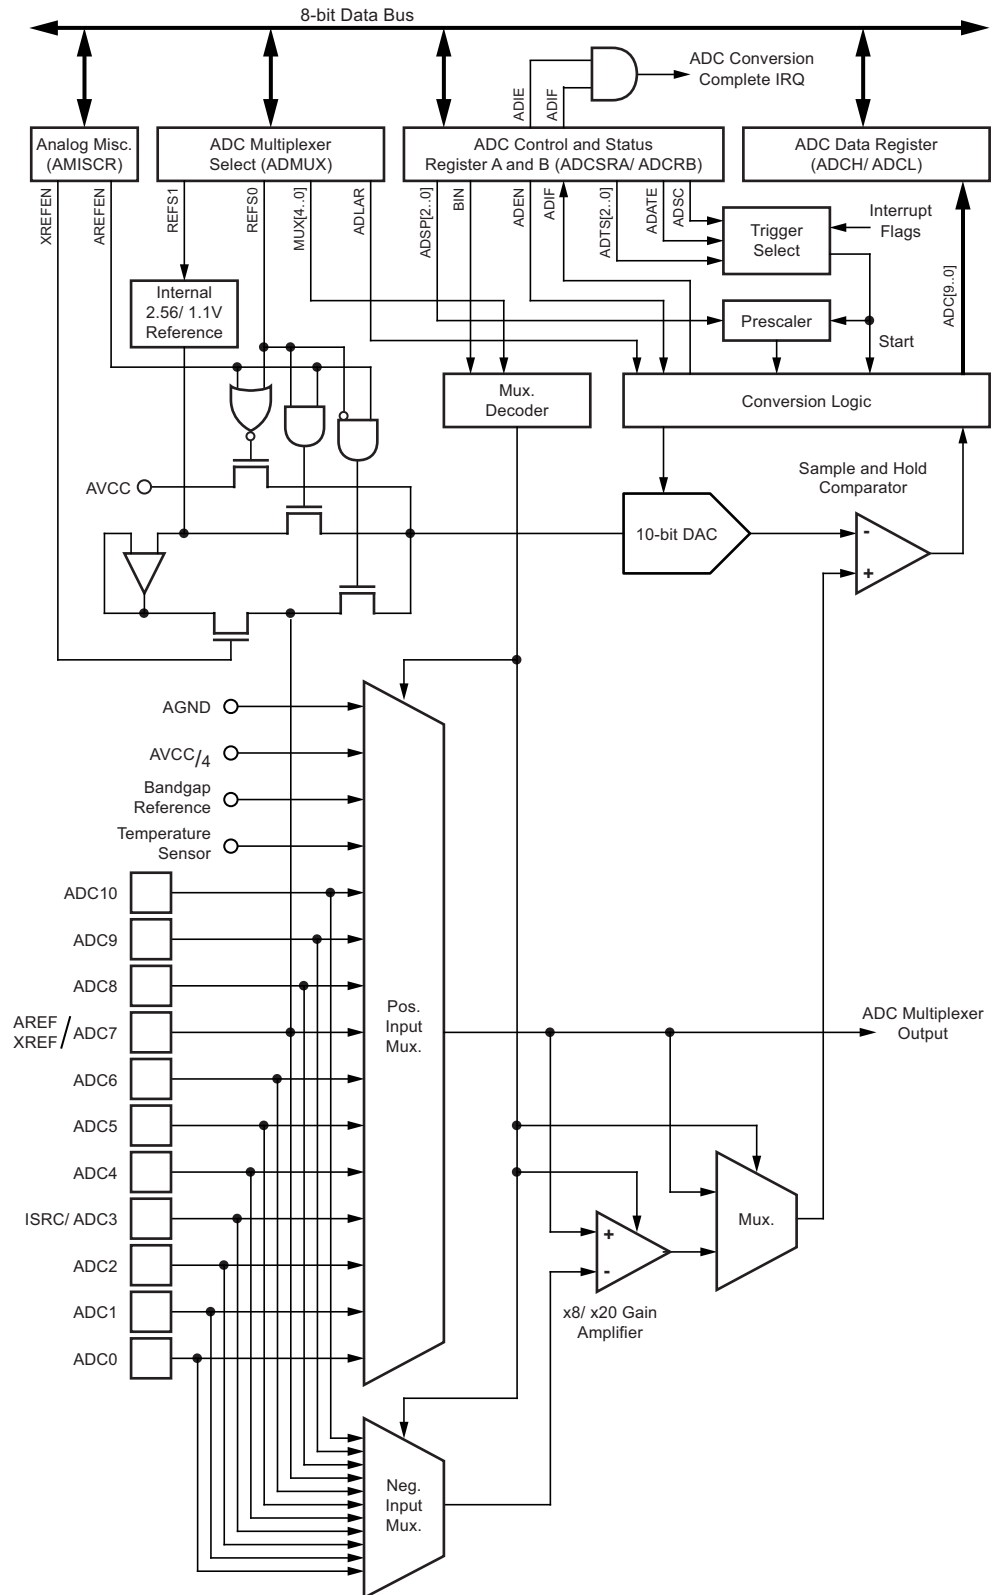 8-bit Data Bus
ADC Conversion
Complete IRQ
ADIE
ADIF
Analog Misc.
(AMISCR)
ADC Multiplexer
Select (ADMUX)
ADC Control and Status
Register A and B (ADCSRA/ ADCRB)
ADC Data Register
(ADCH/ ADCL)
XREFEN
AREFEN
REFS1
REFS0
MUX[4..0]
ADLAR
ADSP[2..0]
BIN
ADEN
ADIF
ADTS[2..0]
ADATE
ADSC
Trigger
Select
Interrupt
Flags
ADC[9..0]
Internal
2.56/ 1.1V
Reference
Prescaler
Start
Mux.
Decoder
Conversion Logic
AVCC
Sample and Hold
Comparator
10-bit DAC
-
+
AGND
AVCC/4
Bandgap
Reference
Temperature
Sensor
ADC10
ADC9
ADC8
AREF
XREF / ADC7
ADC6
ADC5
ADC4
ISRC/ ADC3
ADC2
ADC1
ADC0
Pos.
Input
Mux.
ADC Multiplexer
Output
Mux.
+
-
x8/ x20 Gain
Amplifier
Neg.
Input
Mux.